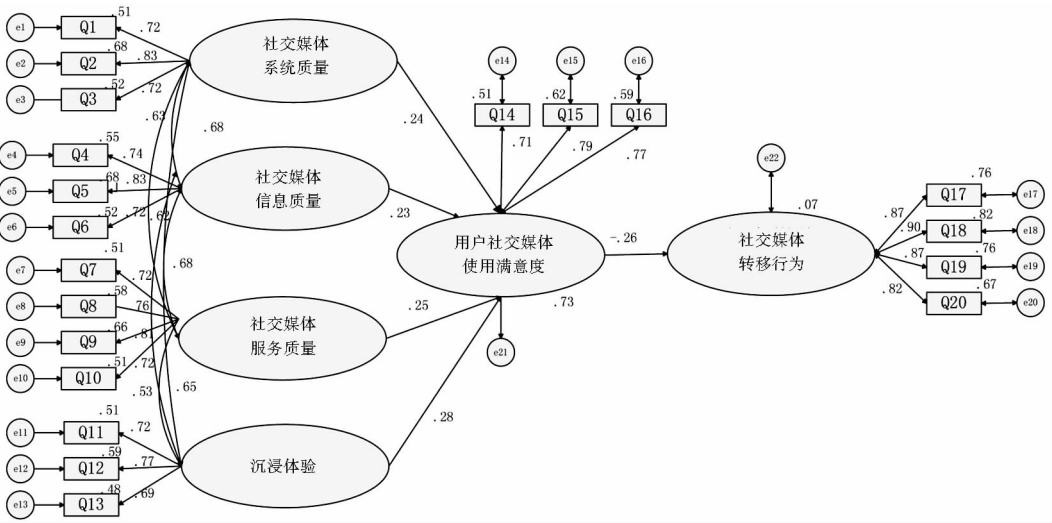 e1
.51
Q1
.72
e2
.68
Q2
.83
e3
.52
Q3
.72
社交媒体
系统质量
.63
.68
.24
e4
.55
Q4
.74
e5
.68
Q5
.83
e6
.52
Q6
.72
社交媒体
信息质量
.62
.68
.23
e7
.51
Q7
.72
e8
.58
Q8
.76
e9
.66
Q9
.81
e10
.51
Q10
.72
社交媒体
服务质量
.53
.65
.25
e11
.51
Q11
.72
e12
.59
Q12
.77
e13
.48
Q13
.69
沉浸体验
.28
e14
e15
e16
.51
.62
.59
Q14
Q15
Q16
.71
.79
.77
用户社交媒体
使用满意度
.73
e21
-.26
e22
.07
社交媒体
转移行为
.76
.87
Q17
e17
.82
.90
Q18
e18
.76
.87
Q19
e19
.67
.82
Q20
e20